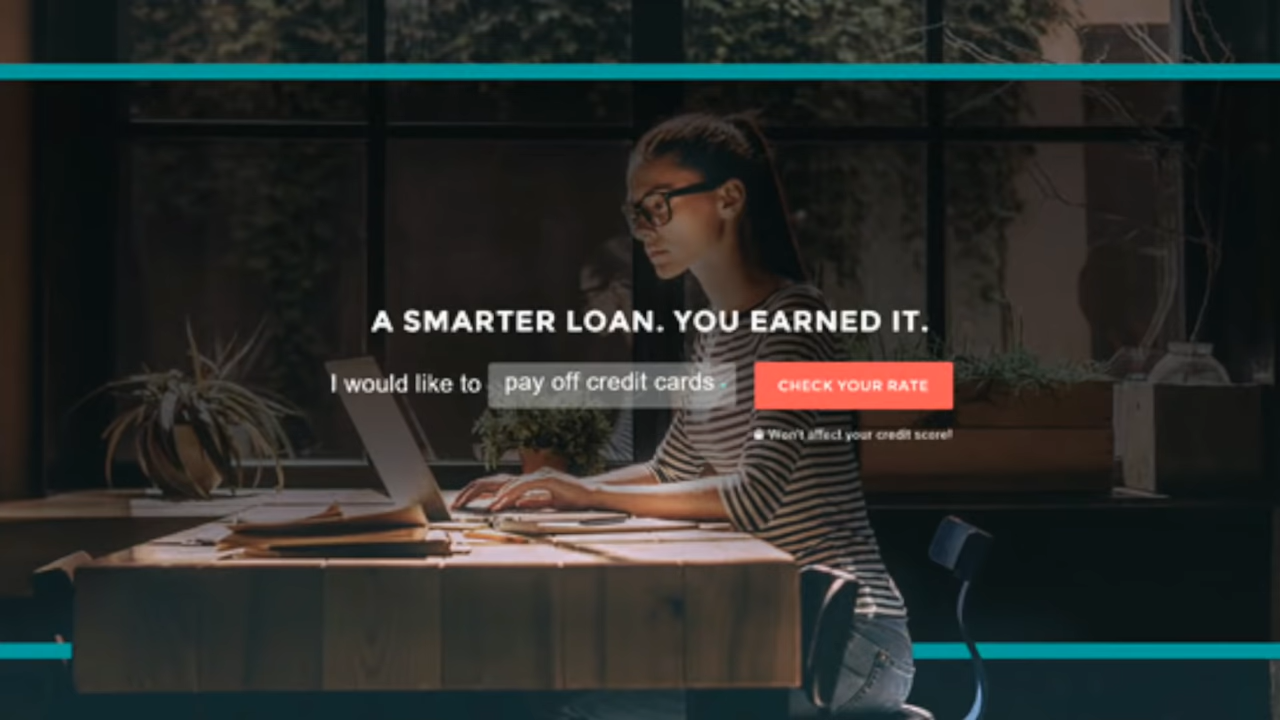 A SMARTER LOAN. YOU EARNED IT.
I would like to pay off credit cards CHECK YOUR RATE
Won't affect your credit score!